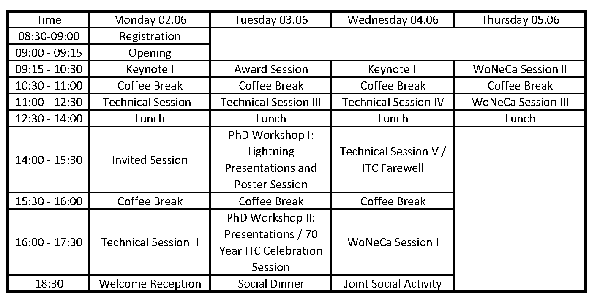 Time Monday 02.06 Tuesday 03.06 Wednesday 04.06 Thursday 05.06
08:30-09:00 Registration
09:00 - 09:15 Opening
09:15 - 10:30 Keynote I Award Session Keynote I WoNeCa Session II
10:30 - 11:00 Coffee Break Coffee Break Coffee Break Coffee Break
11:00 - 12:30 Technical Session Technical Session III Technical Session IV WoNeCa Session III
12:30 - 14:00 Lunch Lunch Lunch Lunch
14:00 - 15:30 Invited Session PhD Workshop I: Lightning Presentations and Poster Session Technical Session V / ITC Farewell
15:30 - 16:00 Coffee Break Coffee Break Coffee Break
16:00 - 17:30 Technical Session PhD Workshop II: Presentations / 70 Year ITC Celebration Session WoNeCa Session I
18:30 Welcome Reception Social Dinner Joint Social Activity